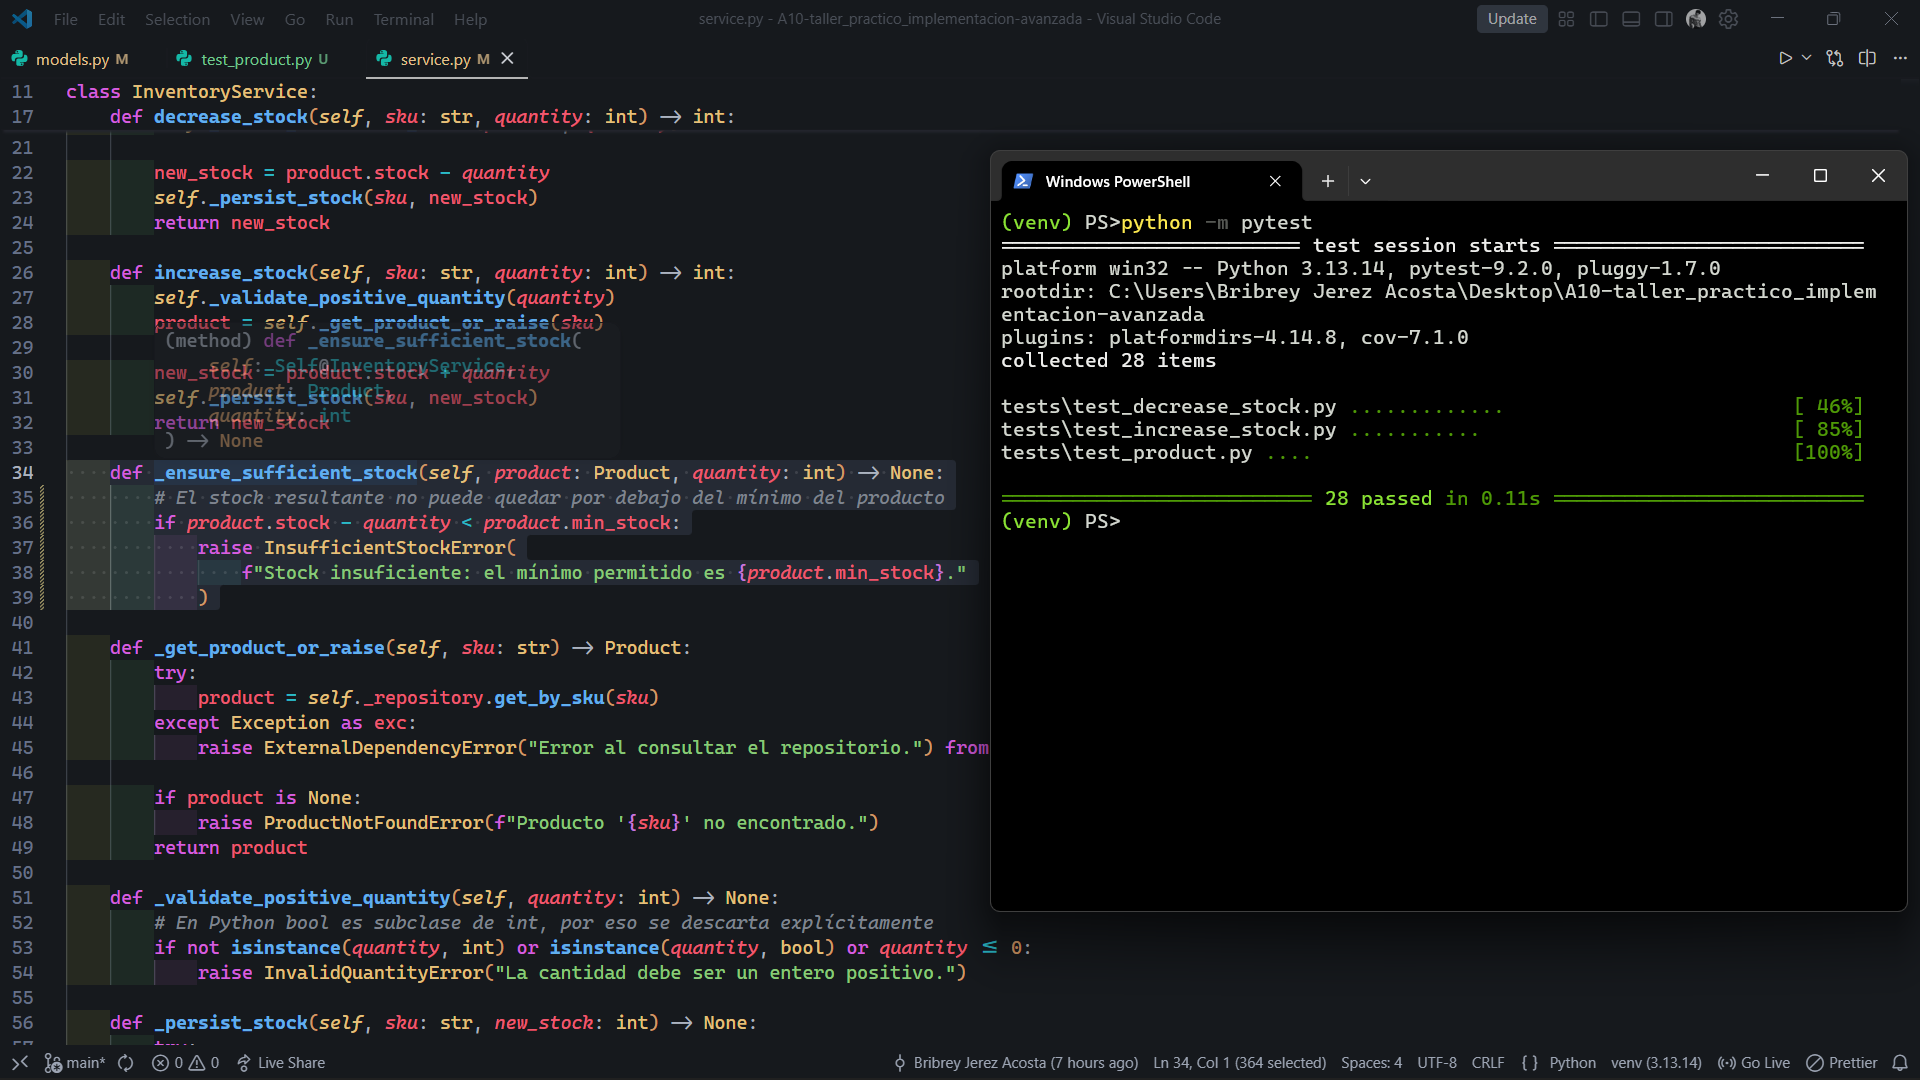 File Edit Selection View Go Run Terminal Help
service.py - A10-taller_practico_implementacion-avanzada - Visual Studio Code
Update
models.py M
test_product.py U
service.py M
11 class InventoryService:
17 def decrease_stock(self, sku: str, quantity: int) → int:
21
22 new_stock = product.stock - quantity
23 self._persist_stock(sku, new_stock)
24 return new_stock
25
26 def increase_stock(self, sku: str, quantity: int) → int:
27 self._validate_positive_quantity(quantity)
28 product = self._get_product_or_raise(sku)
(method) def _ensure_sufficient_stock(
29
self: Self@InventoryService,
30 new_stock = product.stock + quantity
product: Product,
31 self._persist_stock(sku, new_stock)
quantity: int
32 return new_stock
) → None
33
34 def _ensure_sufficient_stock(self, product: Product, quantity: int) → None:
35 # El stock resultante no puede quedar por debajo del mínimo del producto
36 if product.stock - quantity < product.min_stock:
37 raise InsufficientStockError(
38 f"Stock insuficiente: el mínimo permitido es {product.min_stock}."
39 )
40
41 def _get_product_or_raise(self, sku: str) → Product:
42 try:
43 product = self._repository.get_by_sku(sku)
44 except Exception as exc:
45 raise ExternalDependencyError("Error al consultar el repositorio.") from
46
47 if product is None:
48 raise ProductNotFoundError(f"Producto '{sku}' no encontrado.")
49 return product
50
51 def _validate_positive_quantity(self, quantity: int) → None:
52 # En Python bool es subclase de int, por eso se descarta explícitamente
53 if not isinstance(quantity, int) or isinstance(quantity, bool) or quantity ≤ 0:
54 raise InvalidQuantityError("La cantidad debe ser un entero positivo.")
55
56 def _persist_stock(self, sku: str, new_stock: int) → None:
57 try:
Windows PowerShell
(venv) PS>python -m pytest
test session starts
platform win32 -- Python 3.13.14, pytest-9.2.0, pluggy-1.7.0
rootdir: C:\Users\Bribrey Jerez Acosta\Desktop\A10-taller_practico_implem
entacion-avanzada
plugins: platformdirs-4.14.8, cov-7.1.0
collected 28 items
tests\test_decrease_stock.py ............. [ 46%]
tests\test_increase_stock.py ........... [ 85%]
tests\test_product.py .... [100%]
28 passed in 0.11s
(venv) PS>
main* 0 0 Live Share
Bribrey Jerez Acosta (7 hours ago) Ln 34, Col 1 (364 selected) Spaces: 4 UTF-8 CRLF { } Python venv (3.13.14) Go Live Prettier